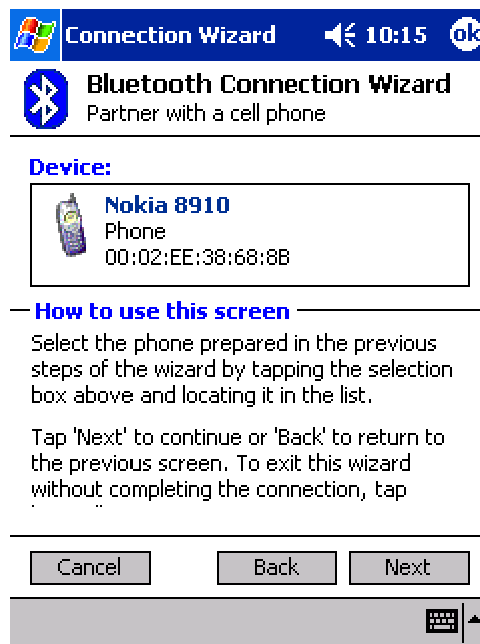 Connection Wizard 10:15 ok
Bluetooth Connection Wizard
Partner with a cell phone
Device:
Nokia 8910
Phone
00:02:EE:38:68:8B
How to use this screen
Select the phone prepared in the previous
steps of the wizard by tapping the selection
box above and locating it in the list.
Tap 'Next' to continue or 'Back' to return to
the previous screen. To exit this wizard
without completing the connection, tap
Cancel Back Next